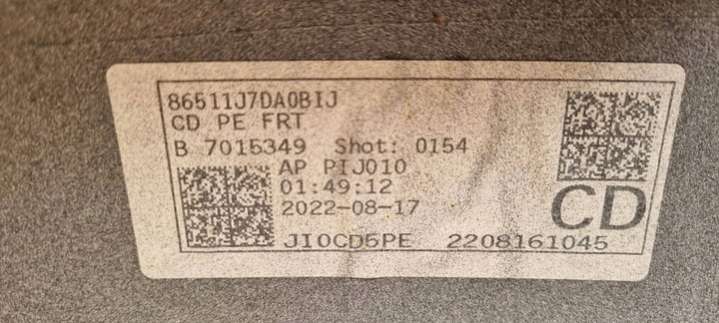 86511J7DA0BIJ
CD PE FRT
B 7015349 Shot: 0154
AP PIJ010
01:49:12
2022-08-17
CD
JI0CD5PE 2208161045